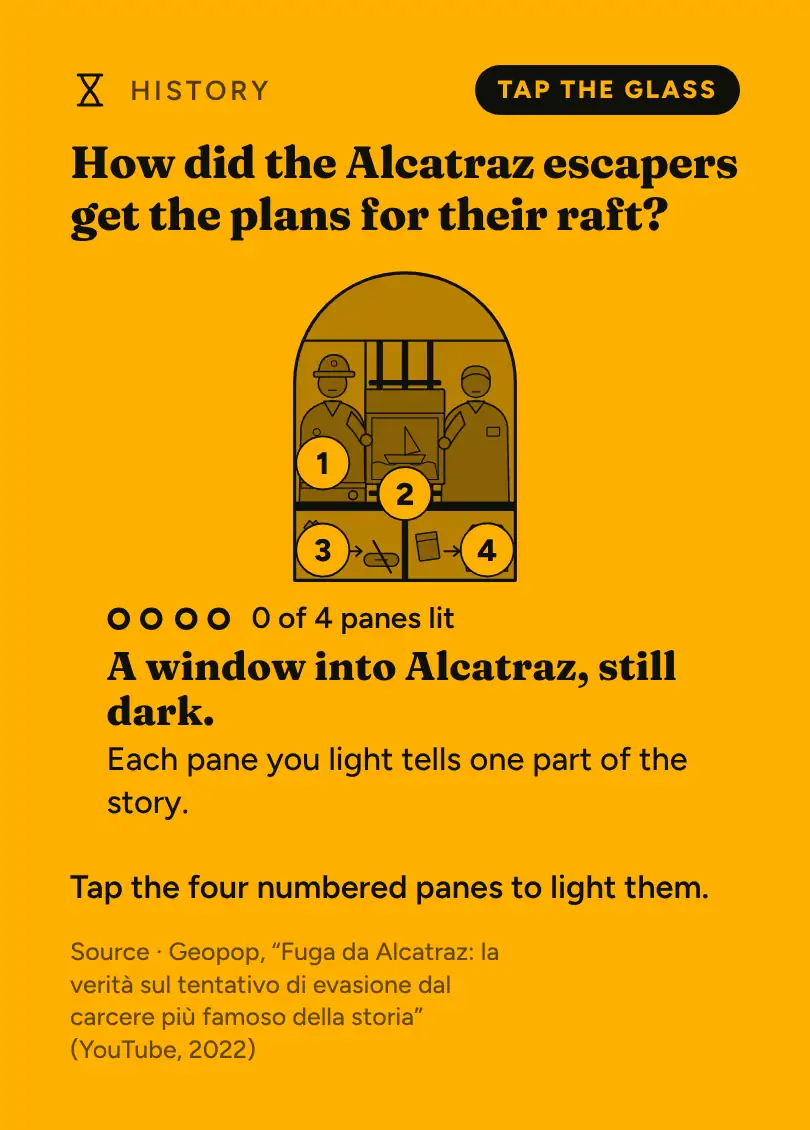 HISTORY
TAP THE GLASS
How did the Alcatraz escapers
get the plans for their raft?
1
2
3
4
0 of 4 panes lit
A window into Alcatraz, still
dark.
Each pane you light tells one part of the
story.
Tap the four numbered panes to light them.
Source · Geopop, “Fuga da Alcatraz: la
verità sul tentativo di evasione dal
carcere più famoso della storia”
(YouTube, 2022)